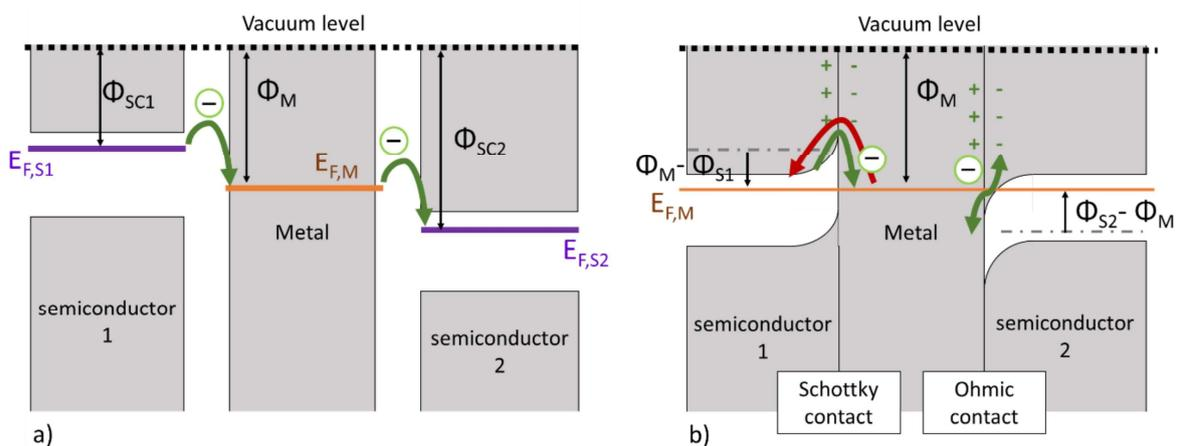 Vacuum level
Φ_SC1
−
Φ_M
−
Φ_SC2
E_F,S1
E_F,M
E_F,S2
Metal
semiconductor
1
semiconductor
2
a)
Vacuum level
+ -
+ -
+ -
Φ_M
+ -
+ -
+ -
+ -
−
−
Φ_M- Φ_S1
E_F,M
Φ_S2- Φ_M
Metal
semiconductor
1
semiconductor
2
Schottky
contact
Ohmic
contact
b)